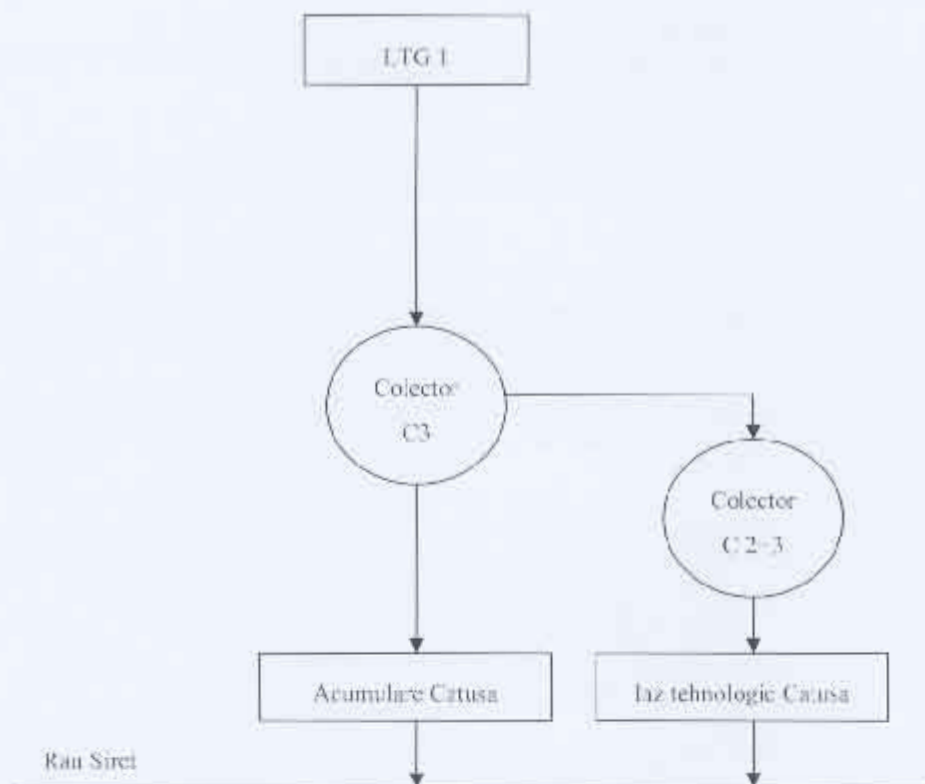 LTG 1
Colector
C3
Colector
C 2-3
Acumulare Catusa
Iaz tehnologic Catusa
Rau Siret